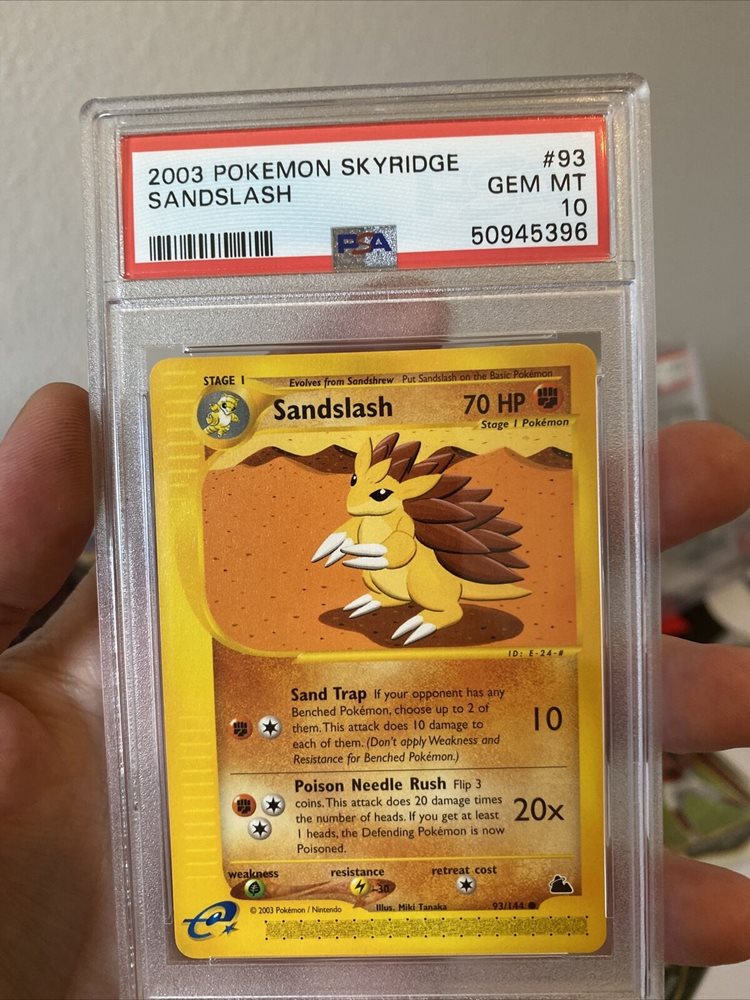 2003 POKEMON SKYRIDGE #93
SANDSLASH GEM MT
10
PSA 50945396
STAGE 1 Evolves from Sandshrew Put Sandslash on the Basic Pokémon
Sandslash 70 HP
Stage 1 Pokémon
ID: E-24-#
Sand Trap If your opponent has any
Benched Pokémon, choose up to 2 of
them. This attack does 10 damage to
each of them. (Don't apply Weakness and
Resistance for Benched Pokémon.)
10
Poison Needle Rush Flip 3
coins. This attack does 20 damage times
the number of heads. If you get at least
1 heads, the Defending Pokémon is now
Poisoned.
20x
weakness resistance retreat cost
-30
e
© 2003 Pokémon / Nintendo Illus. Miki Tanaka 93/144